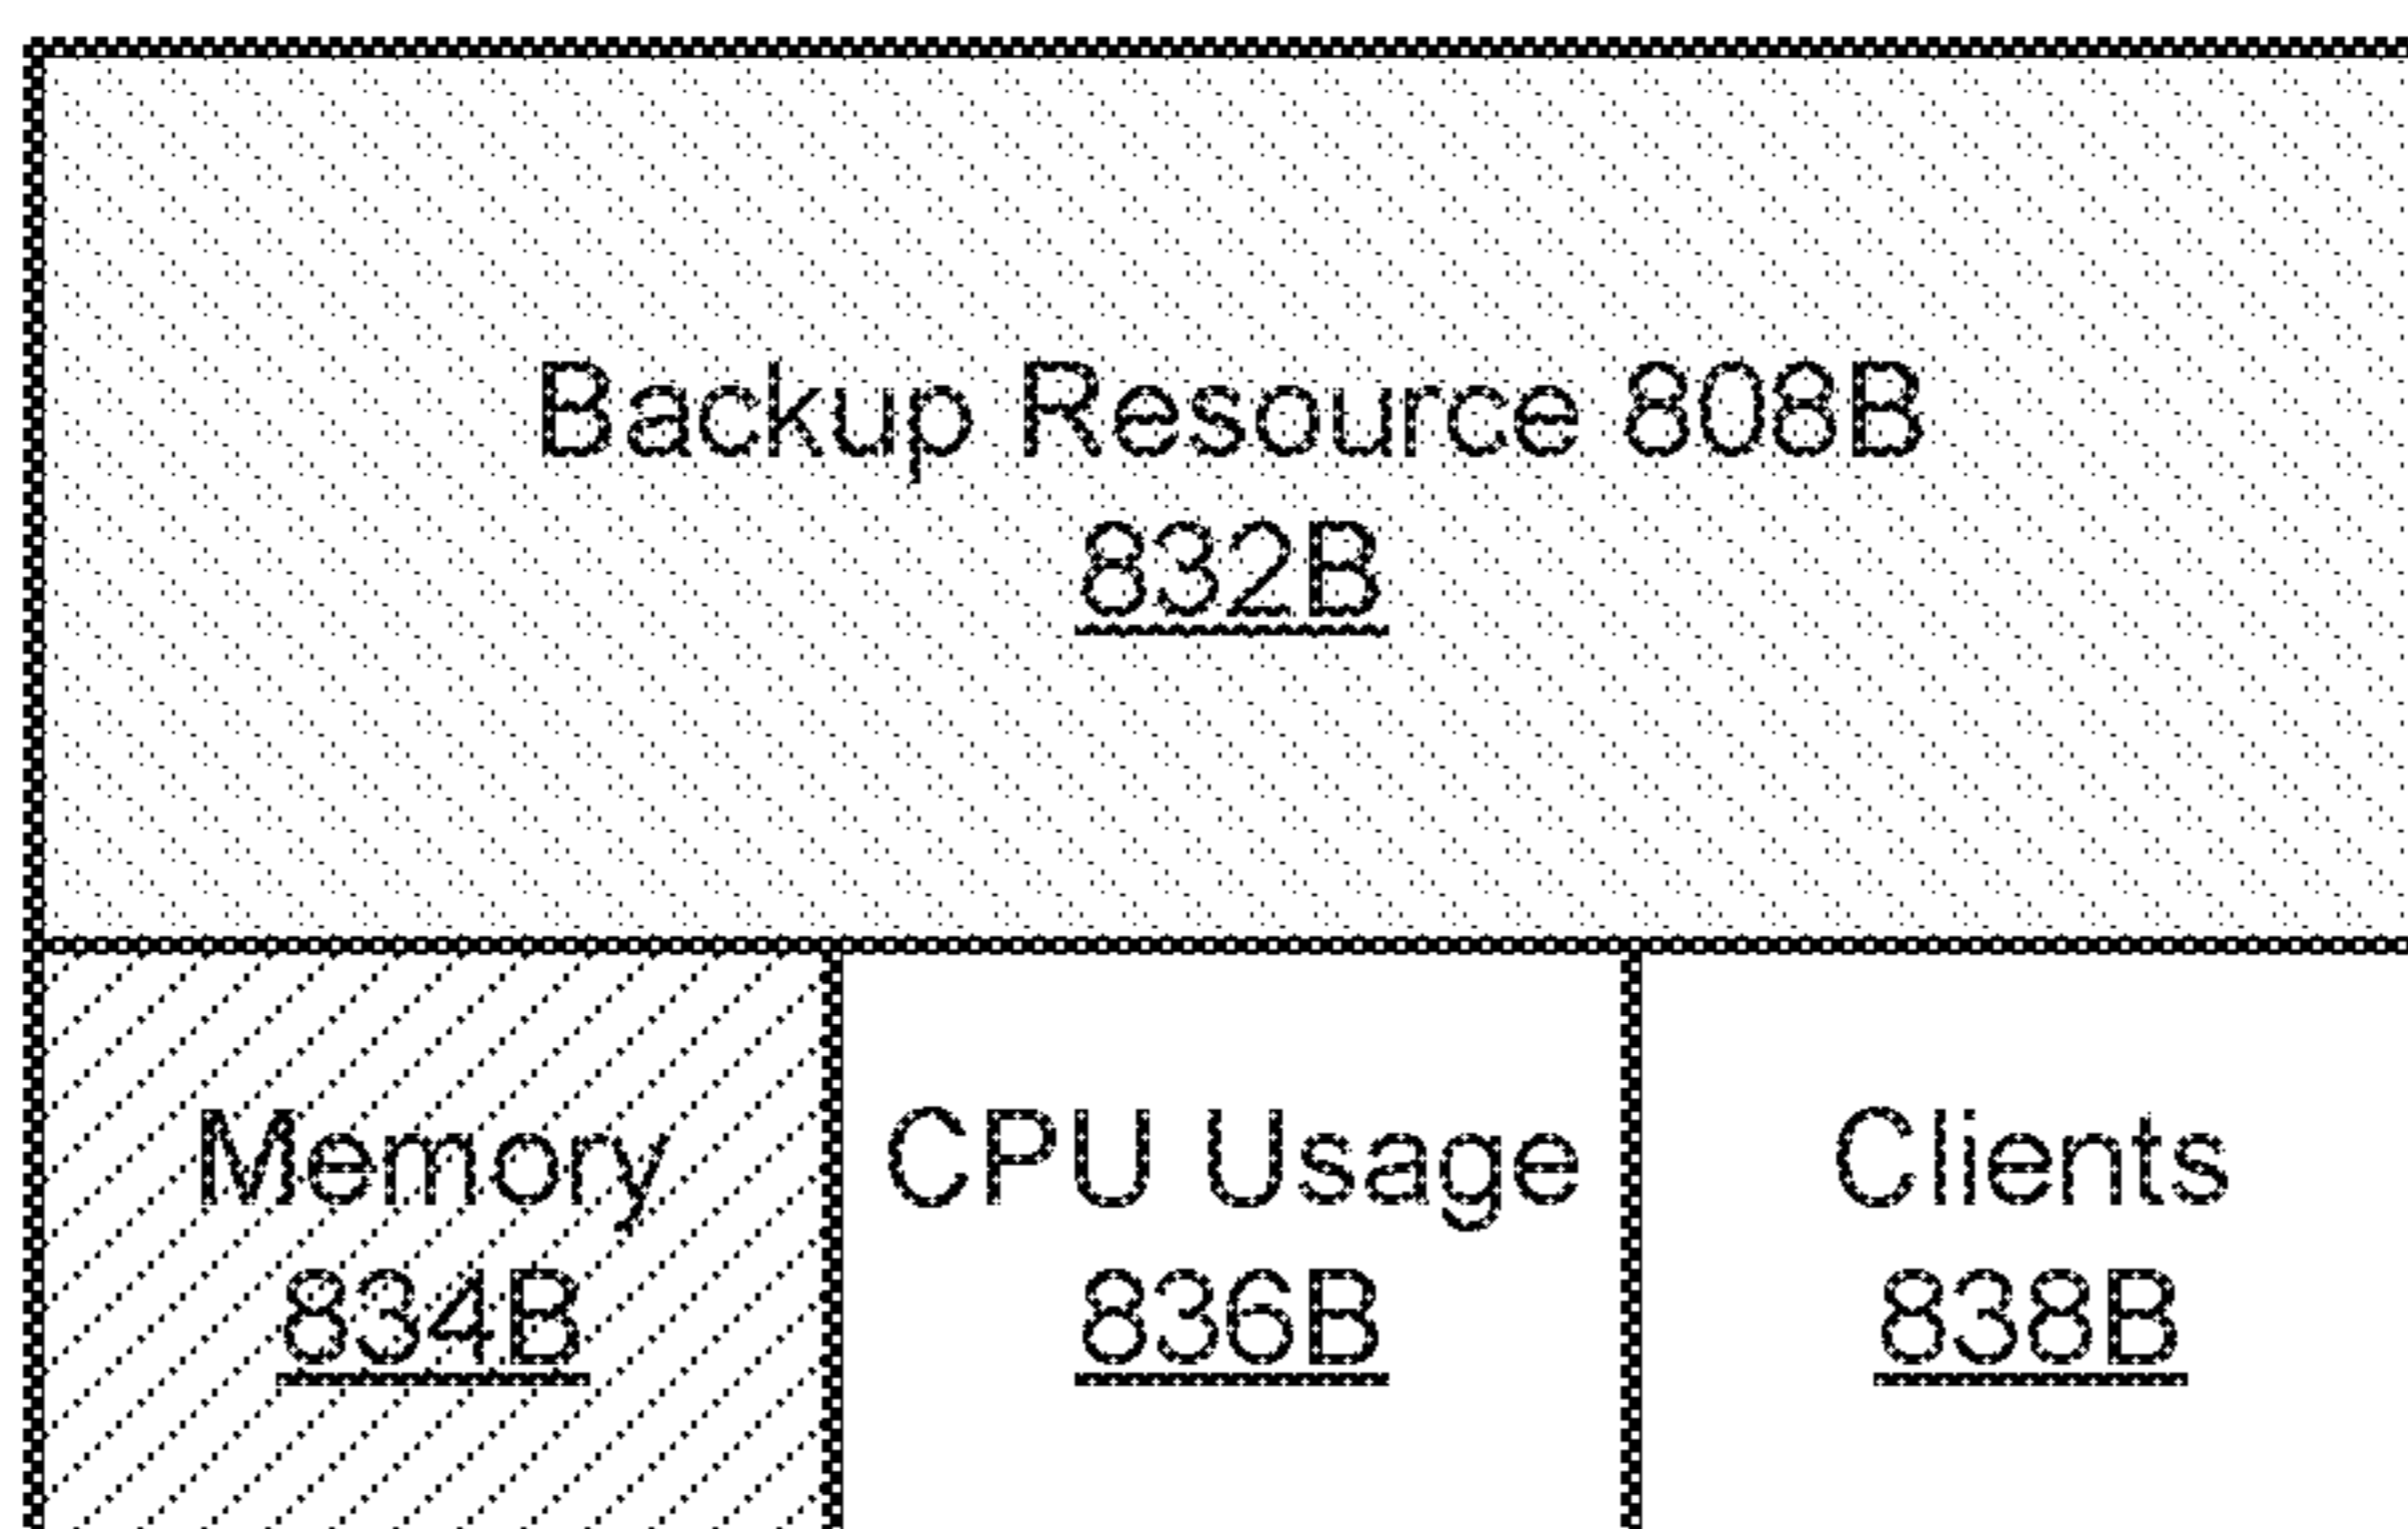 Backup Resource 808B
832B
Memory
834B
CPU Usage
836B
Clients
838B